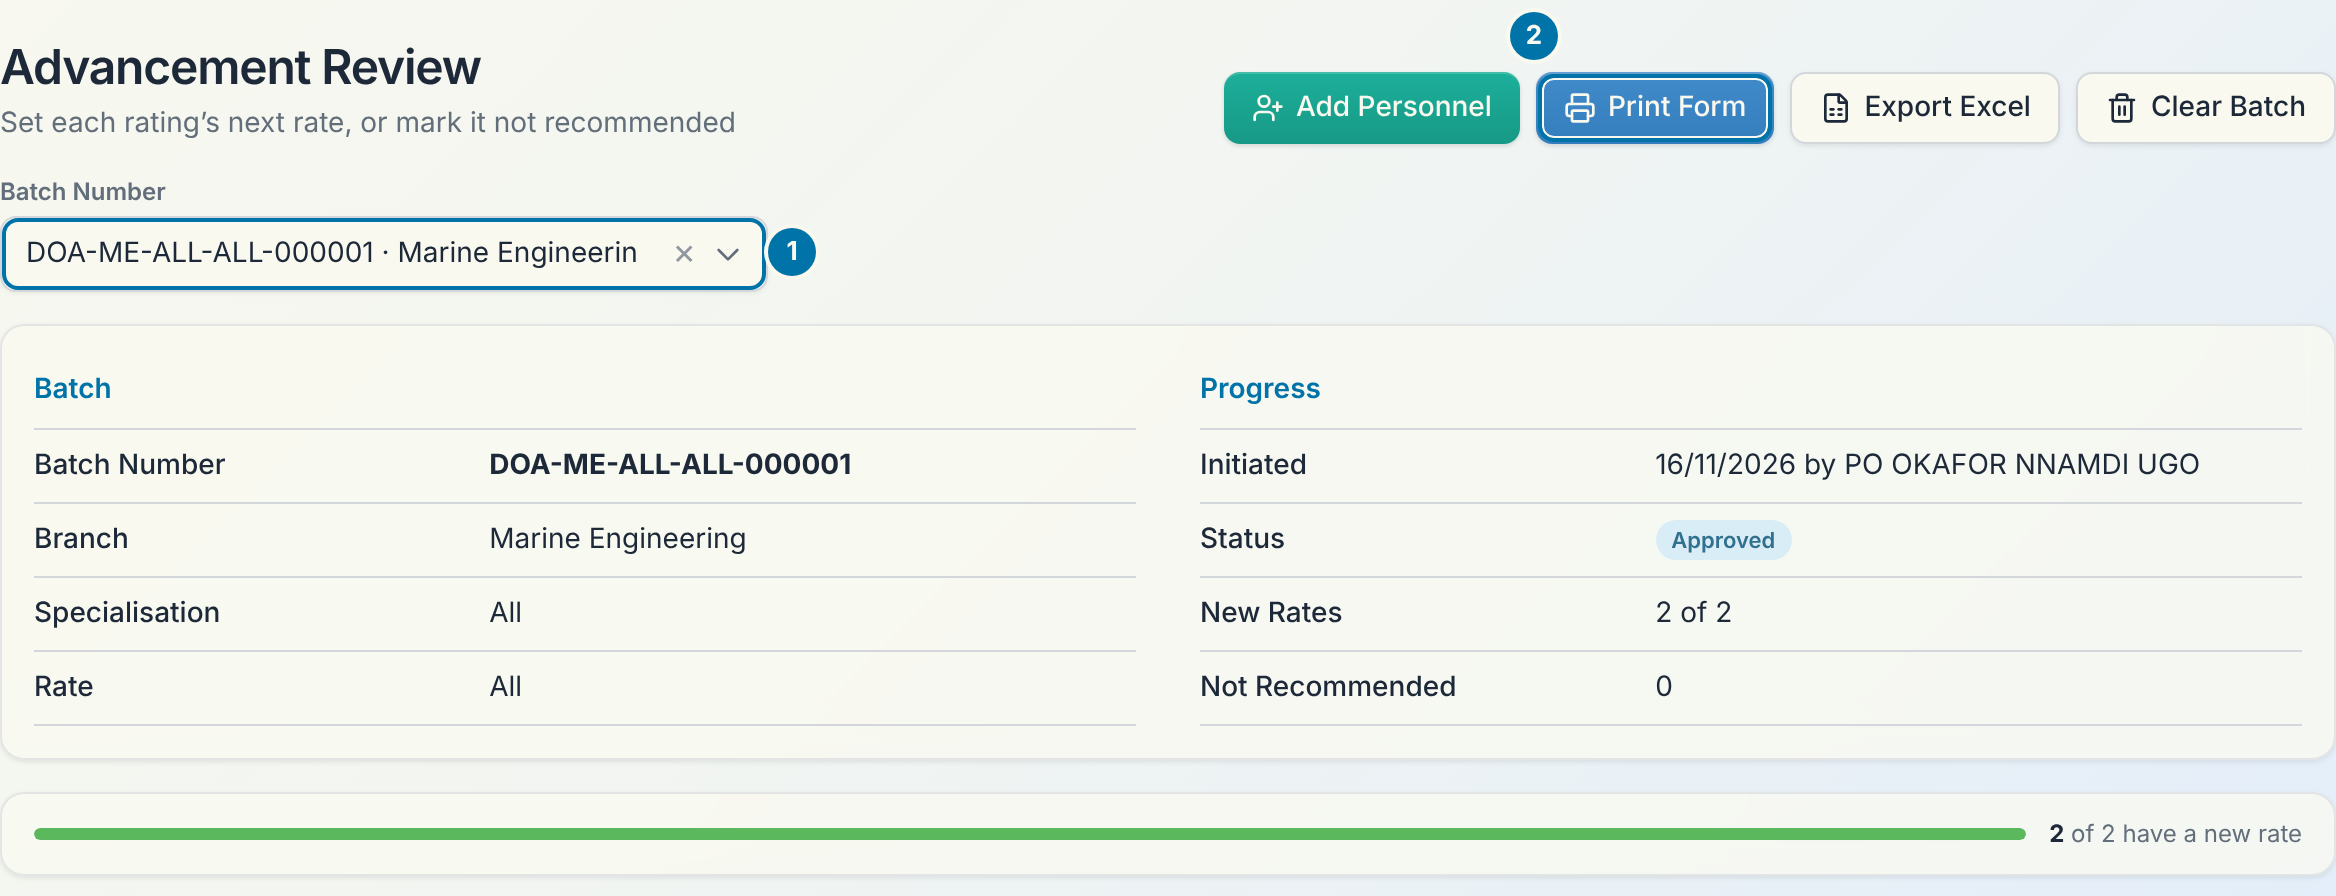 Advancement Review
Set each rating’s next rate, or mark it not recommended
2
Add Personnel
Print Form
Export Excel
Clear Batch
Batch Number
DOA-ME-ALL-ALL-000001 · Marine Engineerin
1
Batch
Batch Number DOA-ME-ALL-ALL-000001
Branch Marine Engineering
Specialisation All
Rate All
Progress
Initiated 16/11/2026 by PO OKAFOR NNAMDI UGO
Status Approved
New Rates 2 of 2
Not Recommended 0
2 of 2 have a new rate